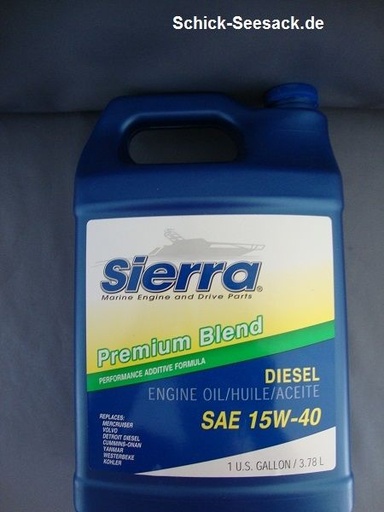 Schick-Seesack.de
Sierra®
Marine Engine and Drive Parts
Premium Blend
PERFORMANCE ADDITIVE FORMULA
DIESEL
ENGINE OIL/HUILE/ACEITE
SAE 15W-40
REPLACES:
MERCRUISER
VOLVO
DETROIT DIESEL
CUMMINS-ONAN
YANMAR
WESTERBEKE
KOHLER
1 U.S. GALLON / 3.78 L